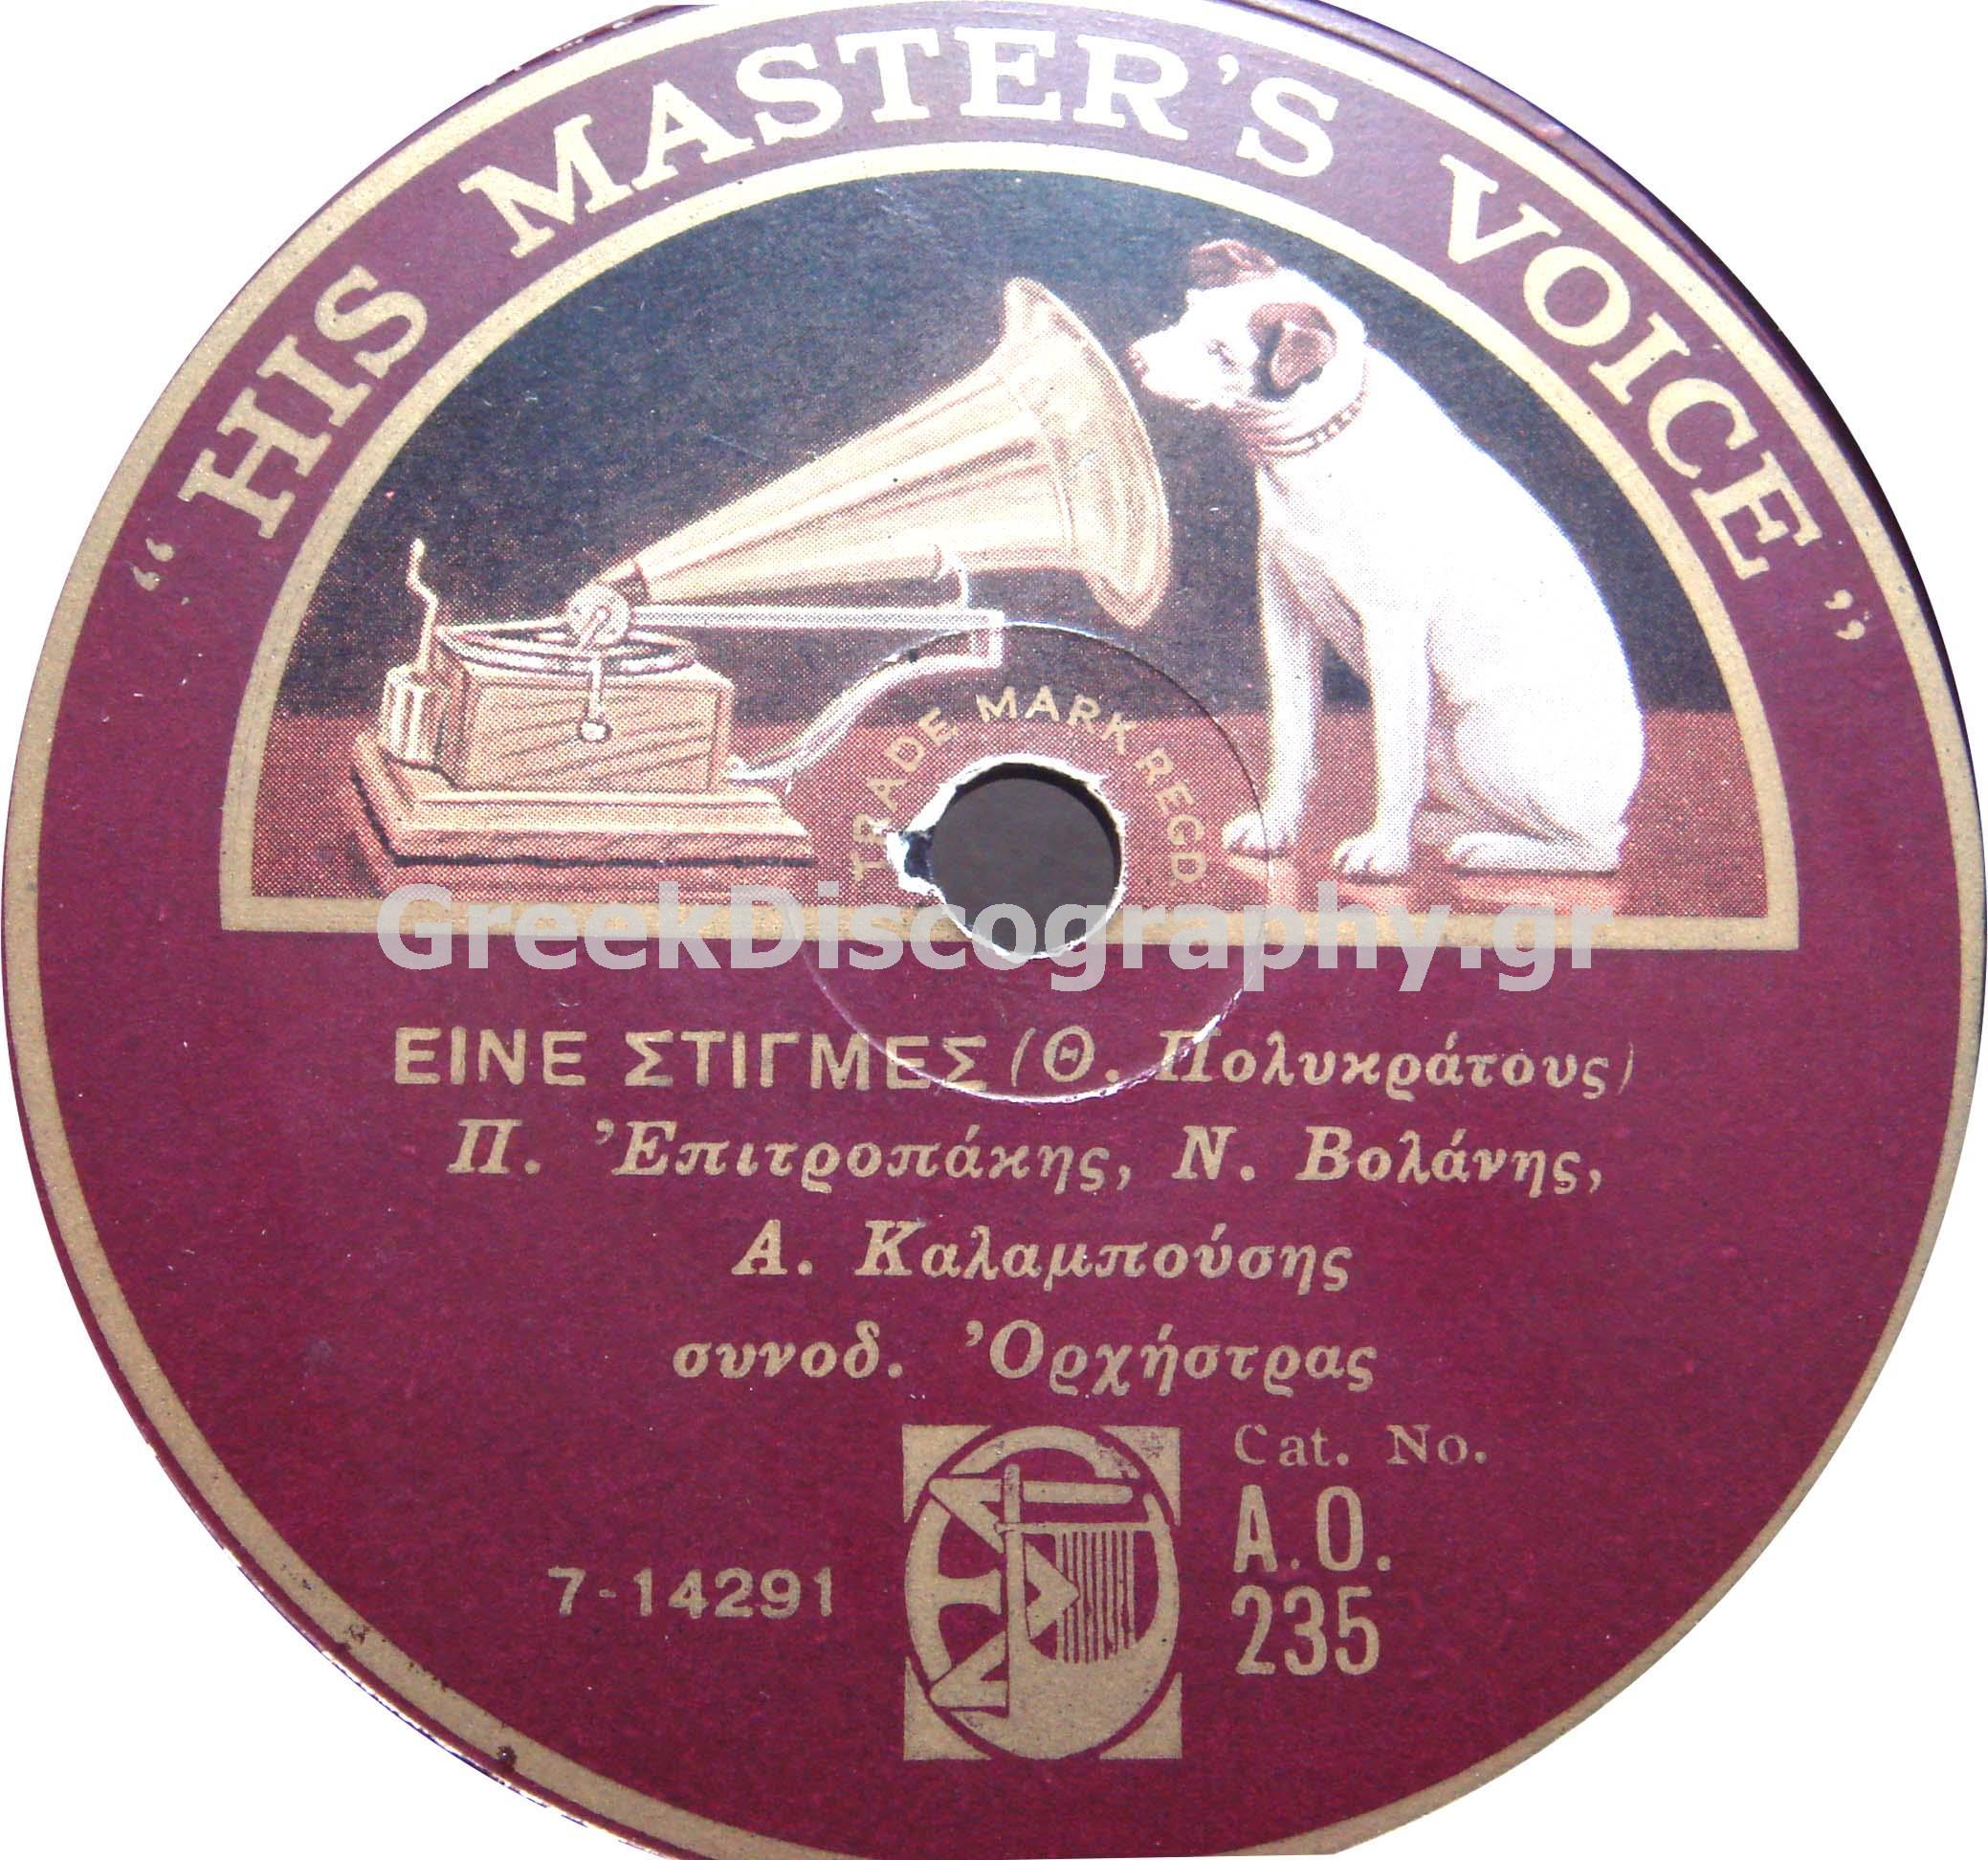 "HIS MASTER'S VOICE"
TRADE MARK REGD.
GreekDiscography.gr
ΕΙΝΕ ΣΤΙΓΜΕΣ (Θ. Πολυκράτους)
Π. Ἐπιτροπάκης, Ν. Βολάνης,
Α. Καλαμπούσης
συνοδ. Ὀρχήστρας
Cat. No.
A.O.
235
7-14291